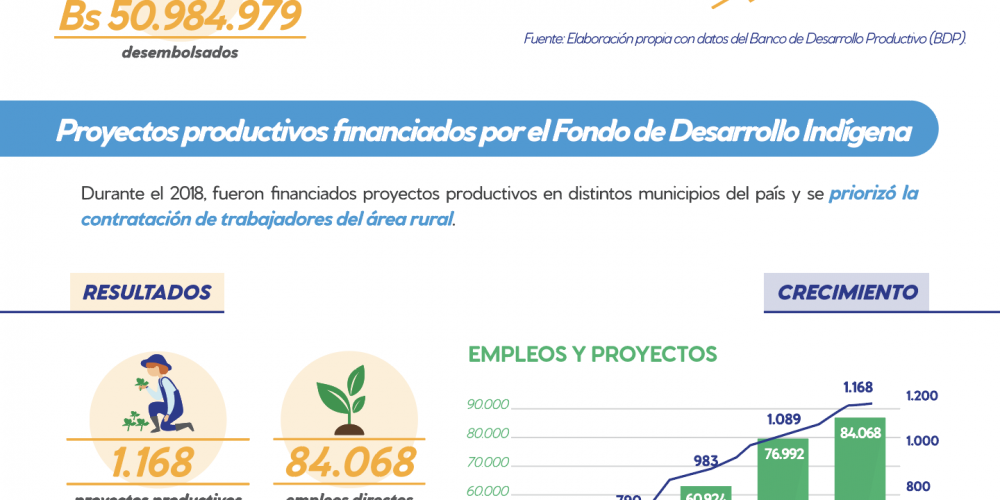 Bs 50.984.979
desembolsados
Fuente: Elaboración propia con datos del Banco de Desarrollo Productivo (BDP).
Proyectos productivos financiados por el Fondo de Desarrollo Indígena
Durante el 2018, fueron financiados proyectos productivos en distintos municipios del país y se priorizó la
contratación de trabajadores del área rural.
RESULTADOS
CRECIMIENTO
EMPLEOS Y PROYECTOS
1.168
proyectos productivos
84.068
empleos directos
90.000
80.000
70.000
60.000
790
983
1.089
1.168
60.824
76.992
84.068
1.200
1.000
800